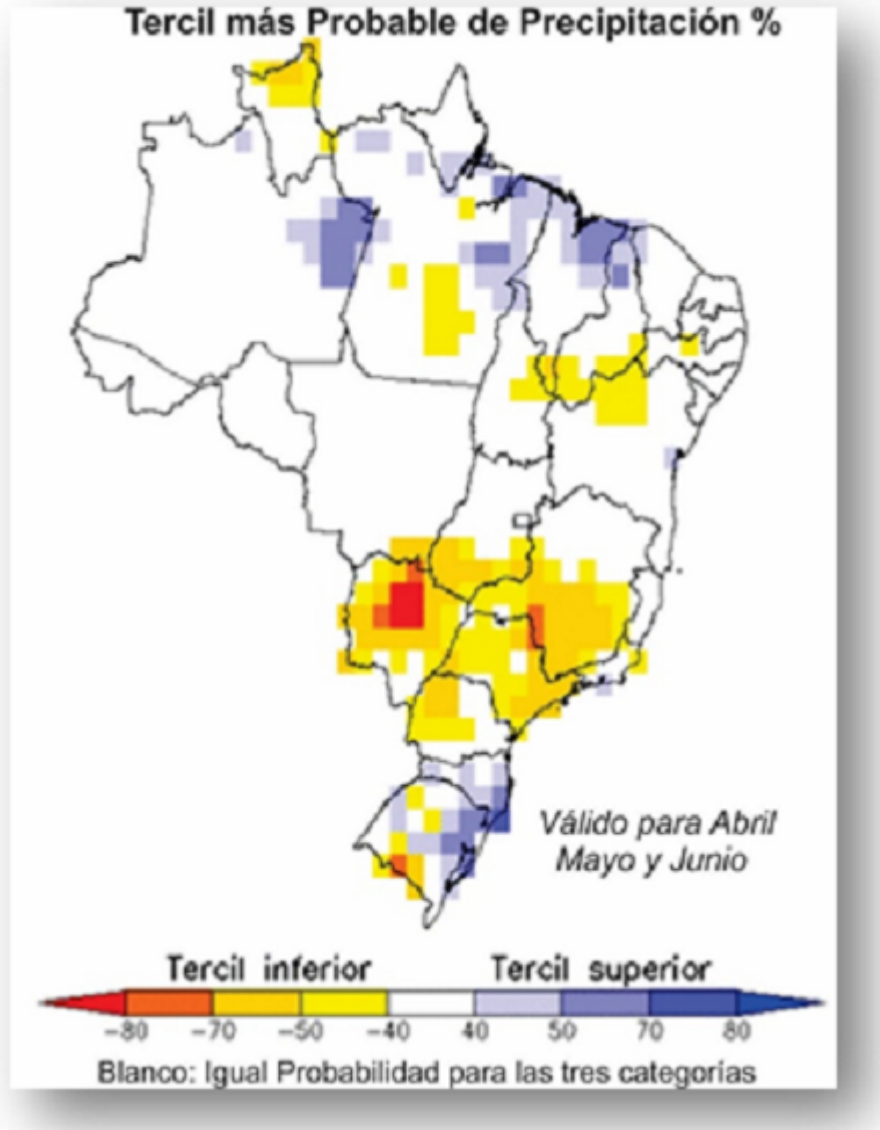 Tercil más Probable de Precipitación %
Válido para Abril
Mayo y Junio
Tercil inferior Tercil superior
-80 -70 -50 -40 40 50 70 80
Blanco: Igual Probabilidad para las tres categorias